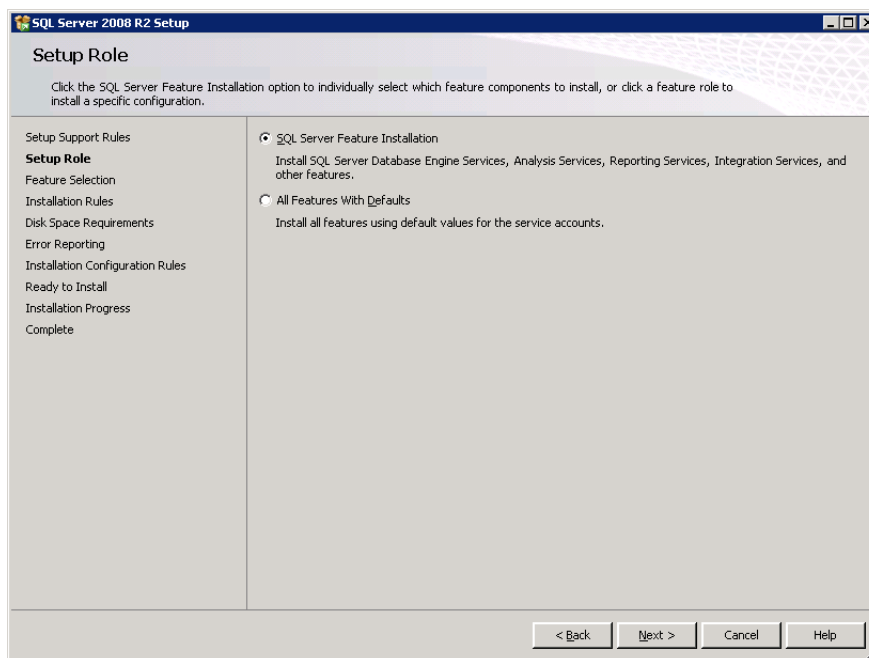 SQL Server 2008 R2 Setup
Setup Role
Click the SQL Server Feature Installation option to individually select which feature components to install, or click a feature role to
install a specific configuration.
Setup Support Rules
Setup Role
Feature Selection
Installation Rules
Disk Space Requirements
Error Reporting
Installation Configuration Rules
Ready to Install
Installation Progress
Complete
SQL Server Feature Installation
Install SQL Server Database Engine Services, Analysis Services, Reporting Services, Integration Services, and
other features.
All Features With Defaults
Install all features using default values for the service accounts.
< Back
Next >
Cancel
Help